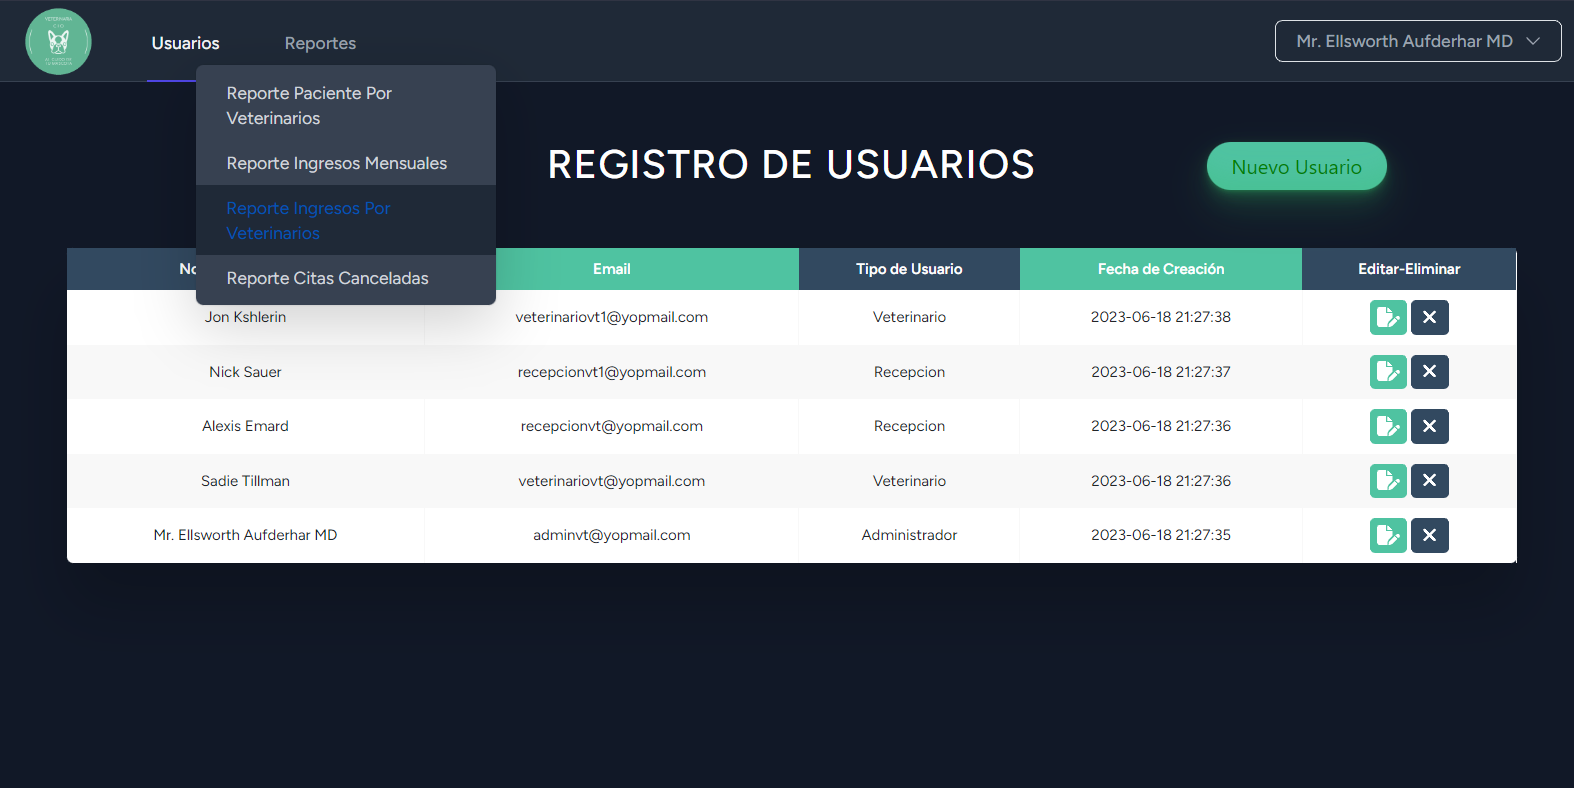 VETERINARIA
CIO
Usuarios
Reportes
Mr. Ellsworth Aufderhar MD
Reporte Paciente Por
Veterinarios
Reporte Ingresos Mensuales
Reporte Ingresos Por
Veterinarios
Reporte Citas Canceladas
REGISTRO DE USUARIOS
Nuevo Usuario
Email
Tipo de Usuario
Fecha de Creación
Editar-Eliminar
Jon Kshlerin
veterinariovt1@yopmail.com
Veterinario
2023-06-18 21:27:38
Nick Sauer
recepcionvt1@yopmail.com
Recepcion
2023-06-18 21:27:37
Alexis Emard
recepcionvt@yopmail.com
Recepcion
2023-06-18 21:27:36
Sadie Tillman
veterinariovt@yopmail.com
Veterinario
2023-06-18 21:27:36
Mr. Ellsworth Aufderhar MD
adminvt@yopmail.com
Administrador
2023-06-18 21:27:35